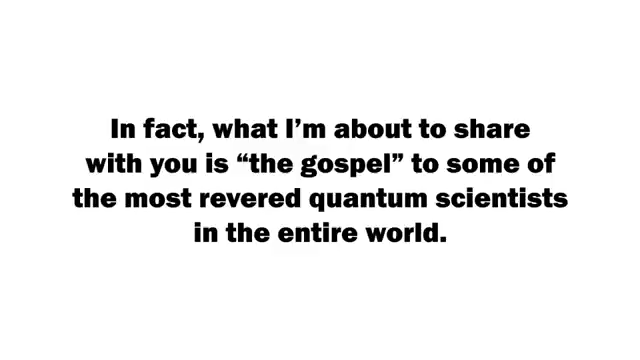 In fact, what I’m about to share
with you is “the gospel” to some of
the most revered quantum scientists
in the entire world.